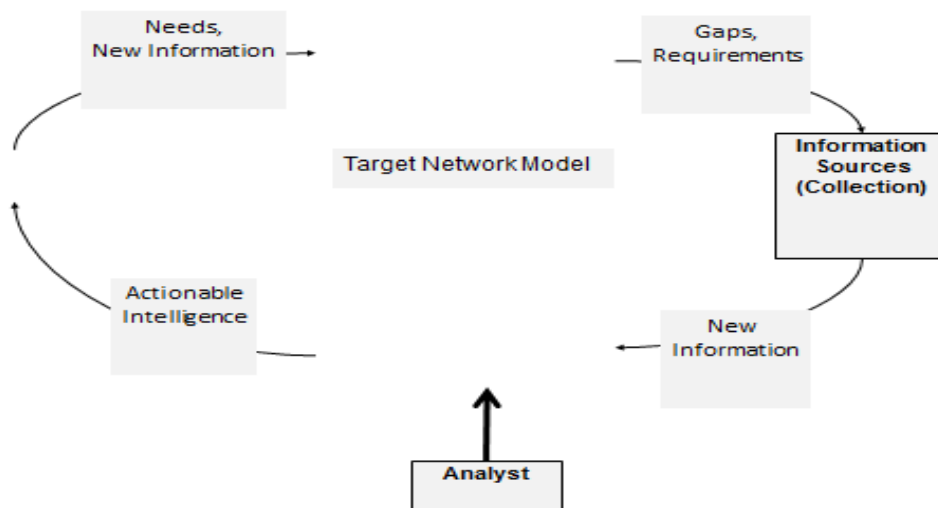 Needs,
New Information
Gaps,
Requirements
Target Network Model
Information
Sources
(Collection)
Actionable
Intelligence
New
Information
Analyst